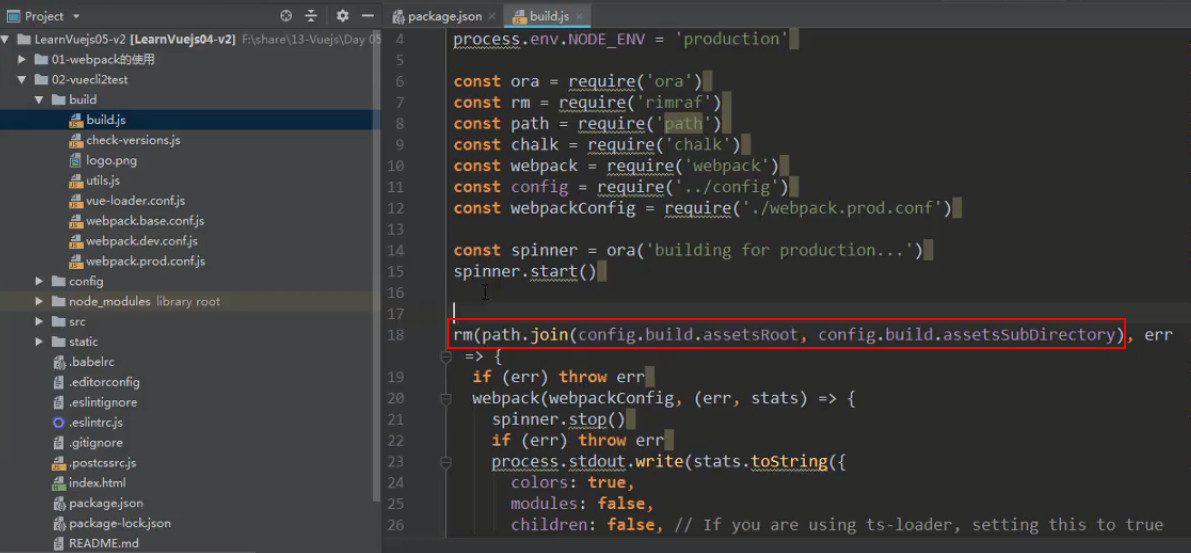 Project
package.json
build.js
LearnVuejs05-v2 [LearnVuejs04-v2] F:\share\13-Vuejs\Day 05
01-webpack的使用
02-vuecli2test
build
build.js
check-versions.js
logo.png
utils.js
vue-loader.conf.js
webpack.base.conf.js
webpack.dev.conf.js
webpack.prod.conf.js
config
node_modules library root
src
static
.babelrc
.editorconfig
.eslintignore
.eslintrc.js
.gitignore
.postcssrc.js
index.html
package.json
package-lock.json
README.md
4 process.env.NODE_ENV = 'production'
5
6 const ora = require('ora')
7 const rm = require('rimraf')
8 const path = require('path')
9 const chalk = require('chalk')
10 const webpack = require('webpack')
11 const config = require('../config')
12 const webpackConfig = require('./webpack.prod.conf')
13
14 const spinner = ora('building for production...')
15 spinner.start()
16
17
18 rm(path.join(config.build.assetsRoot, config.build.assetsSubDirectory), err
=> {
19 if (err) throw err
20 webpack(webpackConfig, (err, stats) => {
21 spinner.stop()
22 if (err) throw err
23 process.stdout.write(stats.toString({
24 colors: true,
25 modules: false,
26 children: false, // If you are using ts-loader, setting this to true